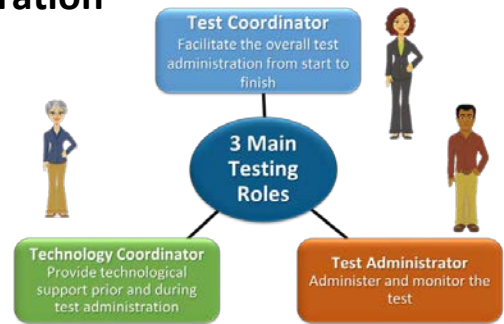 Test Coordinator
Facilitate the overall test
administration from start to
finish
3 Main
Testing
Roles
Technology Coordinator
Provide technological
support prior and during
test administration
Test Administrator
Administer and monitor the
test